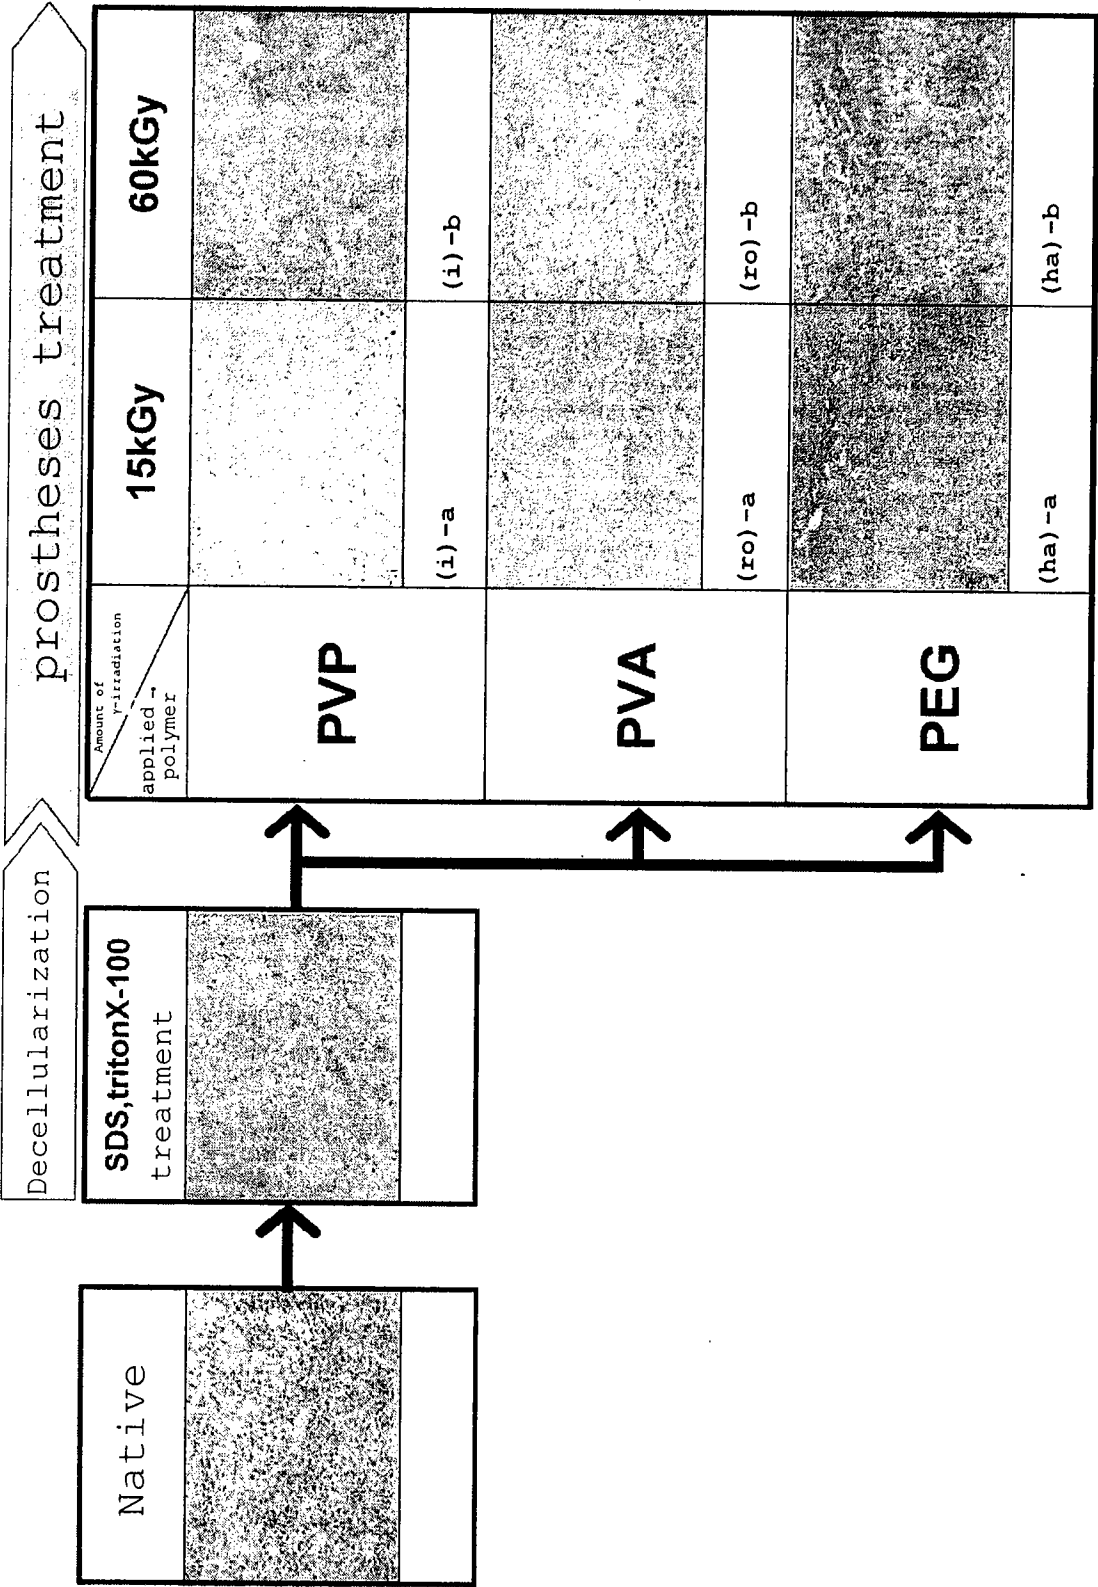 Decellularization
prostheses treatment
Native
SDS,tritonX-100
treatment
Amount of
γ-irradiation
applied→
polymer
15kGy
60kGy
PVP
(i)-a
(i)-b
PVA
(ro)-a
(ro)-b
PEG
(ha)-a
(ha)-b